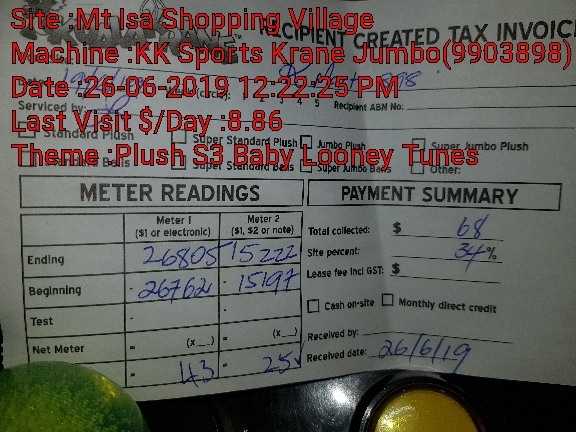 Site :Mt Isa Shopping Village
RECIPIENT CREATED TAX INVOICE
Machine :KK Sports Krane Jumbo(9903898)
Date :26-06-2019 12:22:25 PM
Serviced by: Recipient ABN No:
Last Visit $/Day :8.86
Standard Plush Super Standard Plush Jumbo Plush Super Jumbo Plush
Theme :Plush S3 Baby Looney Tunes
Super Standard Balls Super Jumbo Balls Other:
METER READINGS PAYMENT SUMMARY
Meter 1 Meter 2
($1 or electronic) ($1, $2 or note)
Total collected: $ 68
Ending 26805 15222
Site percent: 34%
Lease fee incl GST: $
Beginning - 26762 - 15197
Cash on-site Monthly direct credit
Test - -
Received by:
Net Meter = (x__) = (x__)
Received date: 26/6/19
= 43 = 25